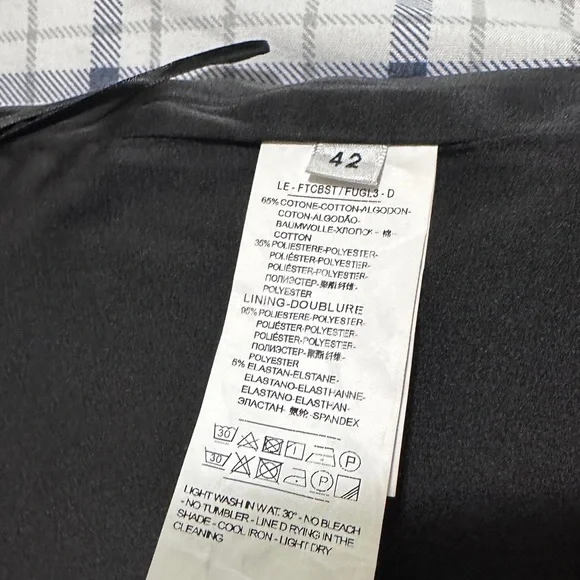 42
LE - FTCBST / FUGL3 - D
65% COTONE-COTTON-ALGODON-
COTON-ALGODÃO-
BAUMWOLLE-ХЛОПОК - 棉-
COTTON
35% POLIESTERE-POLYESTER-
POLIÉSTER-POLYESTER-
POLIÉSTER-POLYESTER-
ПОЛИЭСТЕР-聚酯纤维-
POLYESTER
LINING-DOUBLURE
95% POLIESTERE-POLYESTER-
POLIÉSTER-POLYESTER-
POLIÉSTER-POLYESTER-
ПОЛИЭСТЕР-聚酯纤维-
POLYESTER
5% ELASTAN-ELSTANE-
ELASTANO-ELASTHANNE-
ELASTANO-ELASTHAN-
ЭЛАСТАН- 氨纶-SPANDEX
30 P
30 P
LIGHT WASH IN WAT. 30° - NO BLEACH
- NO TUMBLER - LINE DRYING IN THE
SHADE - COOL IRON - LIGHT DRY
CLEANING